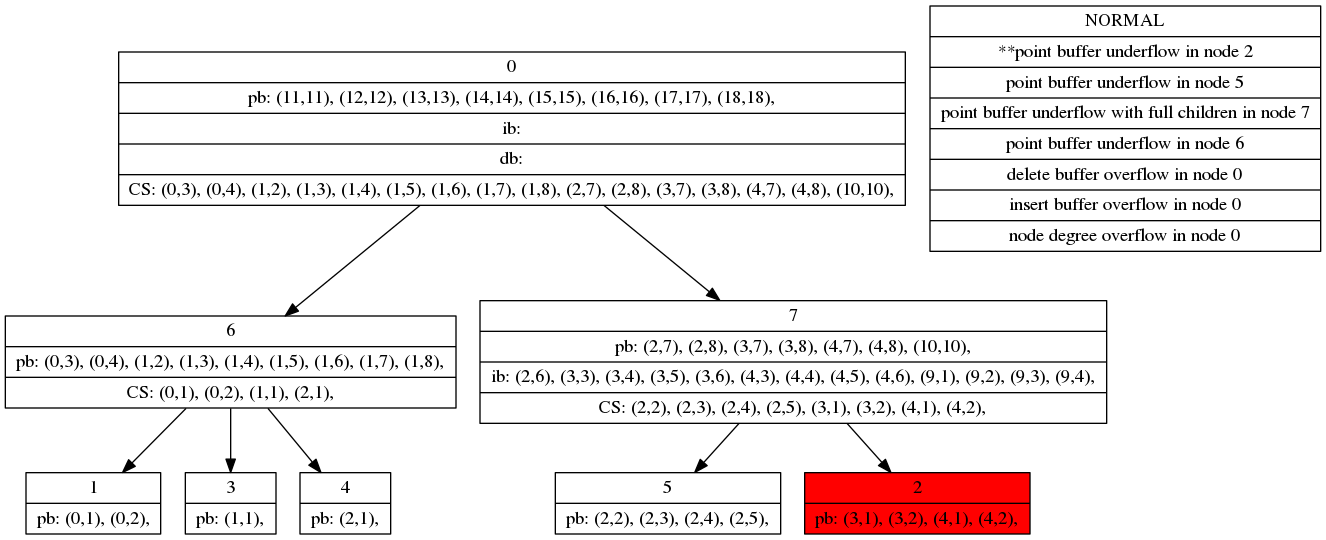 NORMAL
**point buffer underflow in node 2
point buffer underflow in node 5
point buffer underflow with full children in node 7
point buffer underflow in node 6
delete buffer overflow in node 0
insert buffer overflow in node 0
node degree overflow in node 0
0
pb: (11,11), (12,12), (13,13), (14,14), (15,15), (16,16), (17,17), (18,18),
ib:
db:
CS: (0,3), (0,4), (1,2), (1,3), (1,4), (1,5), (1,6), (1,7), (1,8), (2,7), (2,8), (3,7), (3,8), (4,7), (4,8), (10,10),
6
pb: (0,3), (0,4), (1,2), (1,3), (1,4), (1,5), (1,6), (1,7), (1,8),
CS: (0,1), (0,2), (1,1), (2,1),
7
pb: (2,7), (2,8), (3,7), (3,8), (4,7), (4,8), (10,10),
ib: (2,6), (3,3), (3,4), (3,5), (3,6), (4,3), (4,4), (4,5), (4,6), (9,1), (9,2), (9,3), (9,4),
CS: (2,2), (2,3), (2,4), (2,5), (3,1), (3,2), (4,1), (4,2),
1
pb: (0,1), (0,2),
3
pb: (1,1),
4
pb: (2,1),
5
pb: (2,2), (2,3), (2,4), (2,5),
2
pb: (3,1), (3,2), (4,1), (4,2),